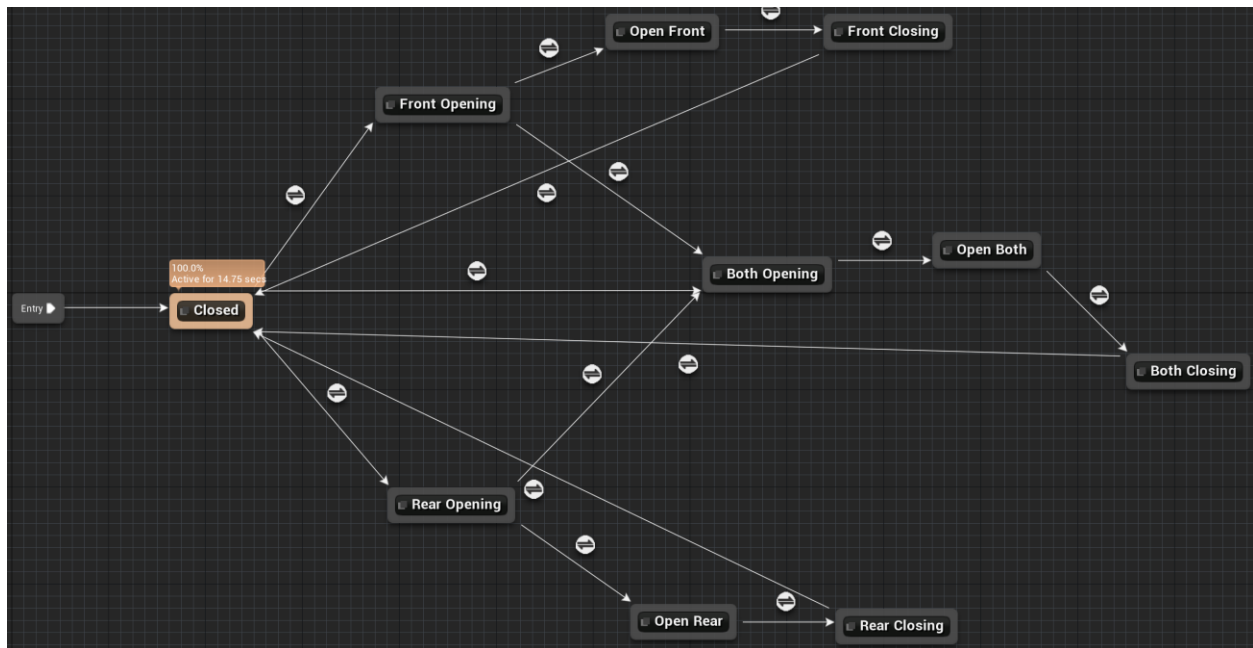 Open Front
Front Closing
Front Opening
Open Both
Both Opening
100.0%
Active for 14.75 secs
Entry
Closed
Both Closing
Rear Opening
Open Rear
Rear Closing